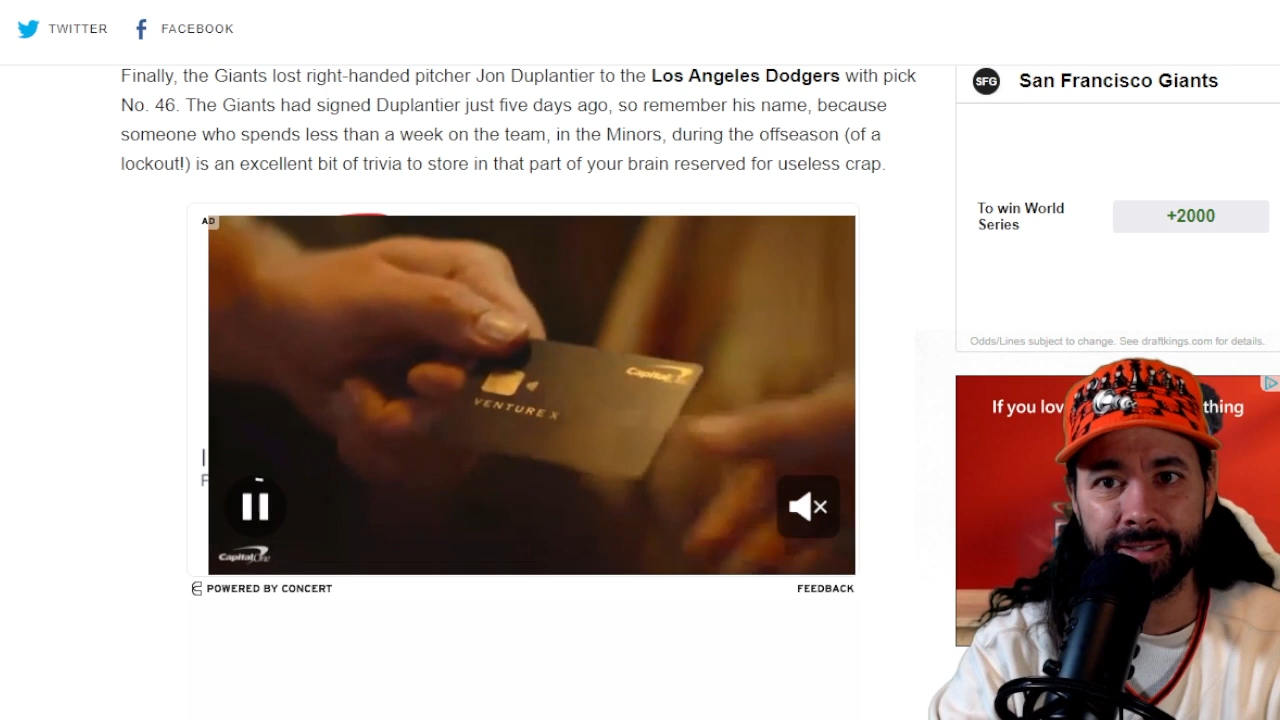 TWITTER
FACEBOOK
Finally, the Giants lost right-handed pitcher Jon Duplantier to the Los Angeles Dodgers with pick
No. 46. The Giants had signed Duplantier just five days ago, so remember his name, because
someone who spends less than a week on the team, in the Minors, during the offseason (of a
lockout!) is an excellent bit of trivia to store in that part of your brain reserved for useless crap.
SFG
San Francisco Giants
To win World
Series
+2000
Odds/Lines subject to change. See draftkings.com for details.
AD
Capital One
VENTURE X
Capital One
POWERED BY CONCERT
FEEDBACK
If you lov
thing